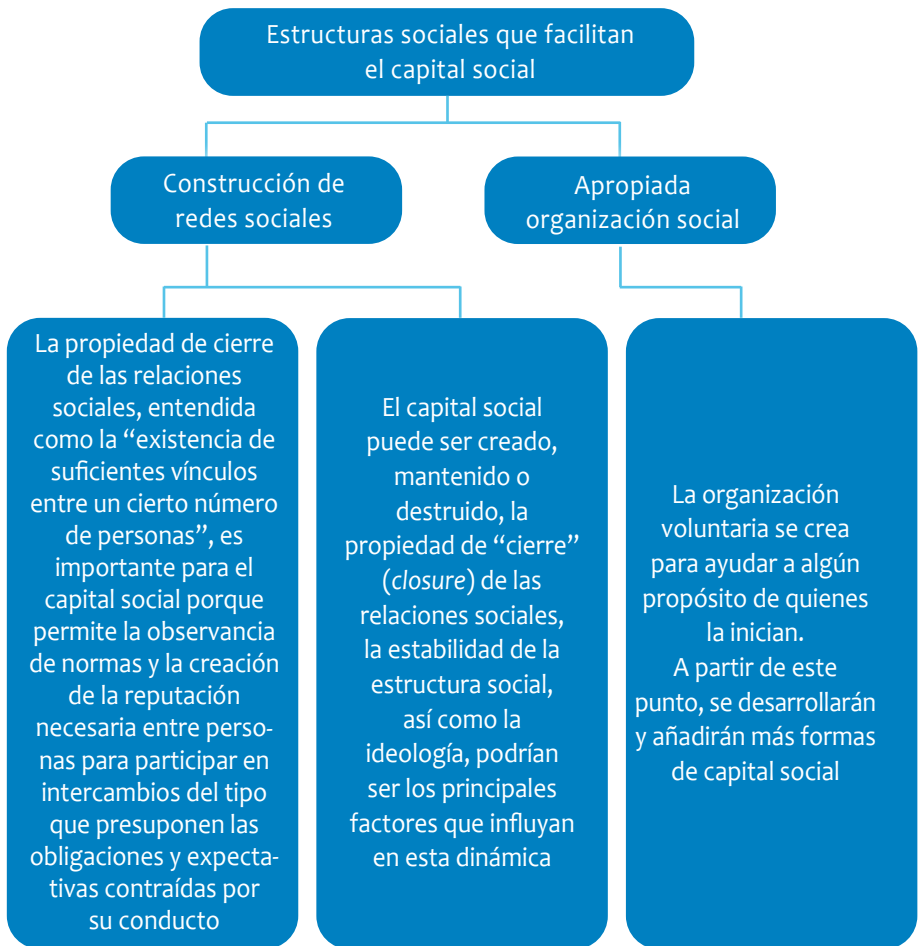 Estructuras sociales que facilitan
el capital social
Construcción de
redes sociales
Apropiada
organización social
La propiedad de cierre
de las relaciones
sociales, entendida
como la “existencia de
suficientes vínculos
entre un cierto número
de personas”, es
importante para el
capital social porque
permite la observancia
de normas y la creación
de la reputación
necesaria entre perso-
nas para participar en
intercambios del tipo
que presuponen las
obligaciones y expecta-
tivas contraídas por
su conducto
El capital social
puede ser creado,
mantenido o
destruido, la
propiedad de “cierre”
(closure) de las
relaciones sociales,
la estabilidad de la
estructura social,
así como la
ideología, podrían
ser los principales
factores que influyan
en esta dinámica
La organización
voluntaria se crea
para ayudar a algún
propósito de quienes
la inician.
A partir de este
punto, se desarrollarán
y añadirán más formas
de capital social